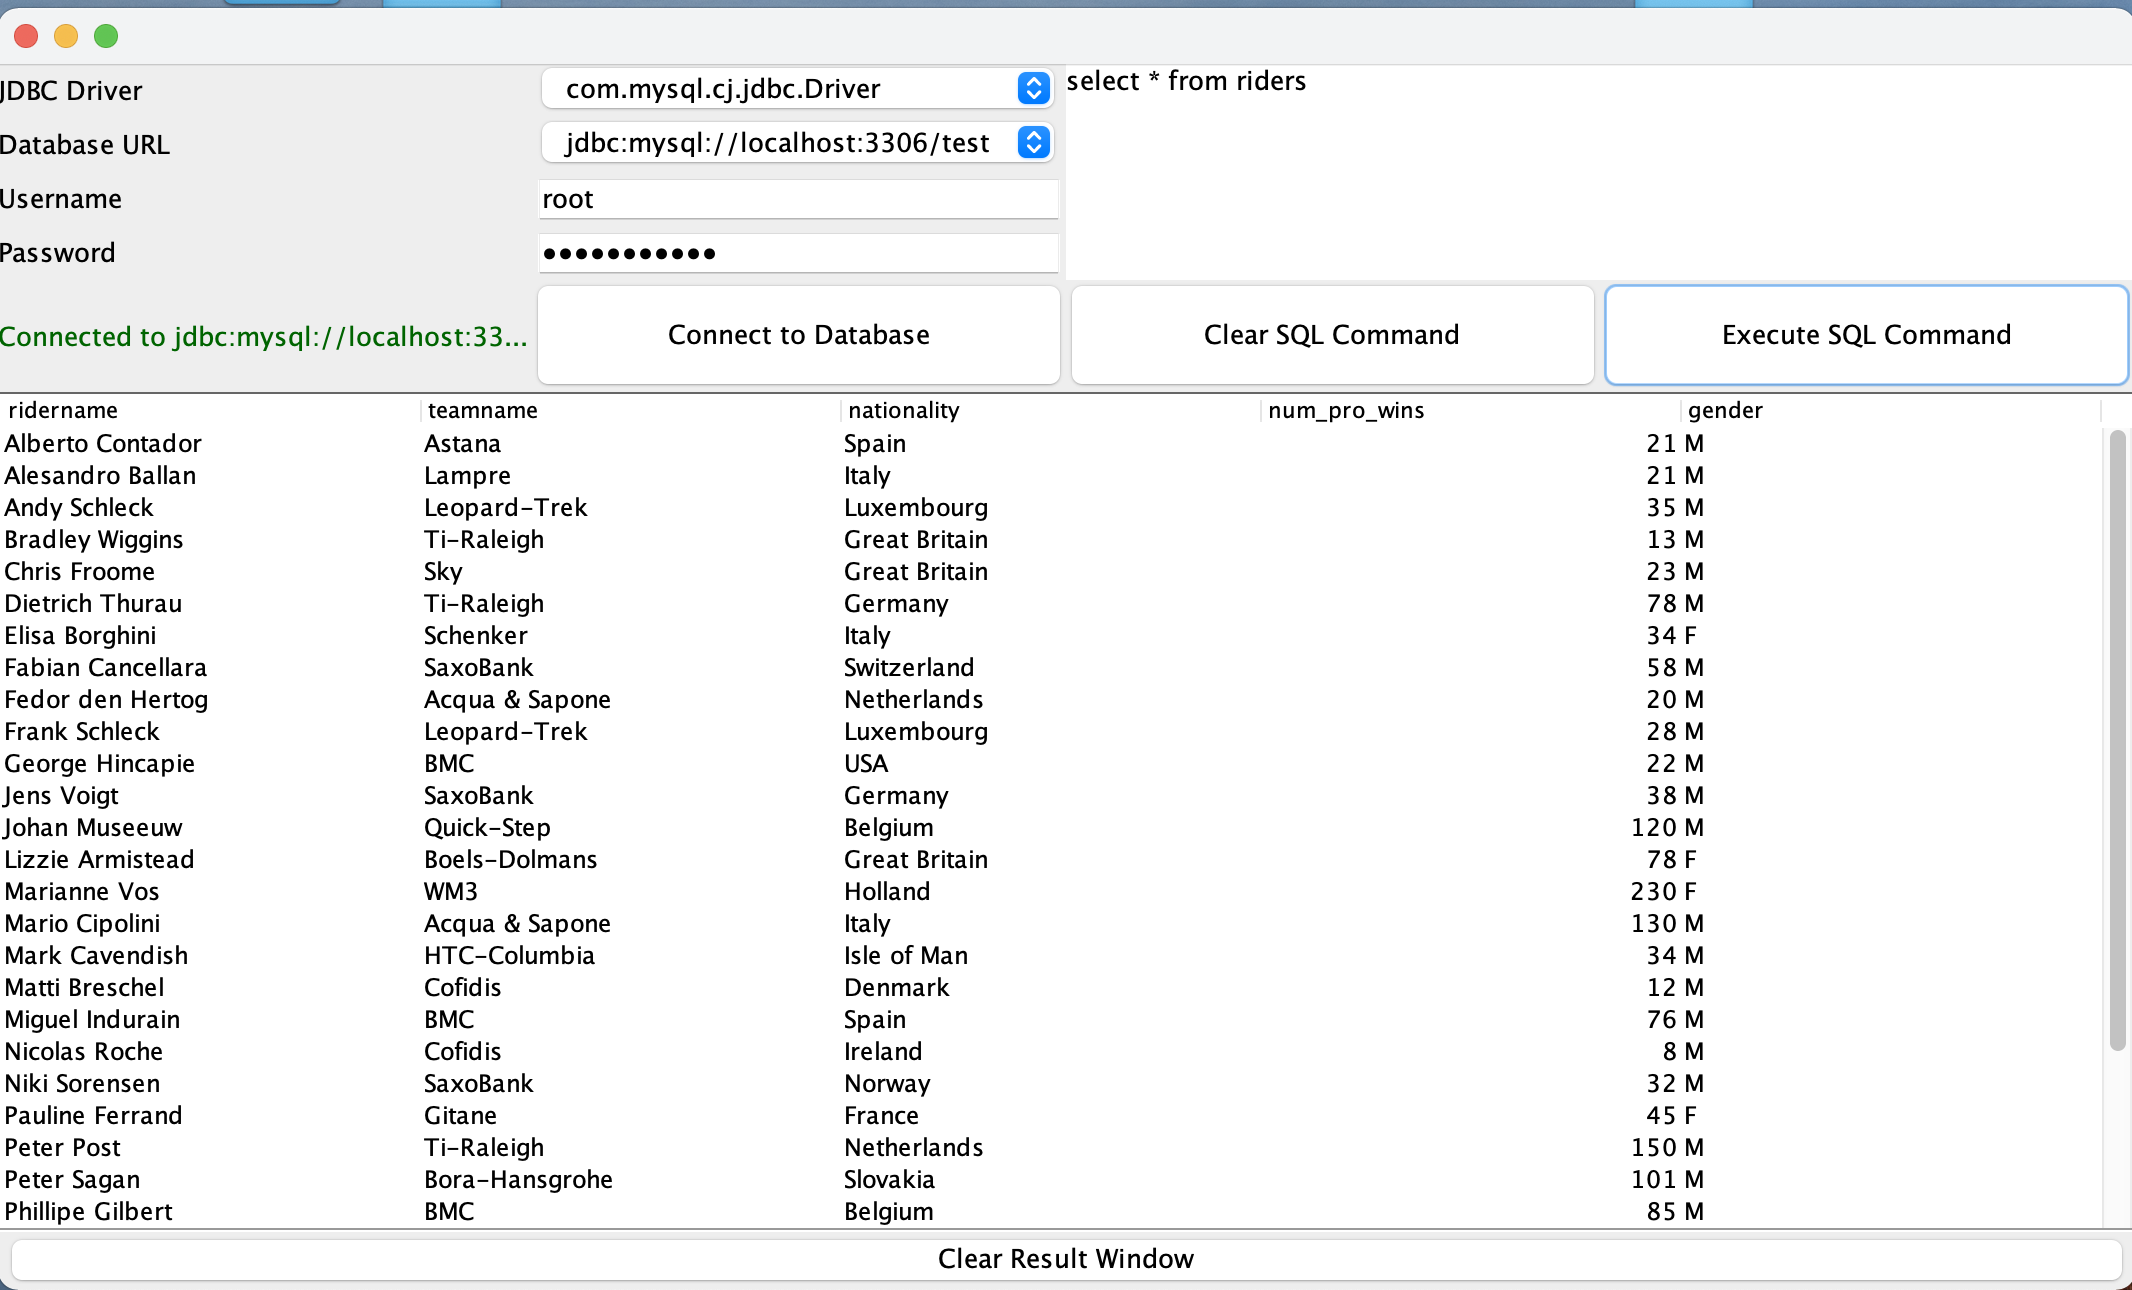 JDBC Driver com.mysql.cj.jdbc.Driver
Database URL jdbc:mysql://localhost:3306/test
Username root
Password •••••••••••
select * from riders
Connected to jdbc:mysql://localhost:33... Connect to Database Clear SQL Command Execute SQL Command
ridername teamname nationality num_pro_wins gender
Alberto Contador Astana Spain 21 M
Alesandro Ballan Lampre Italy 21 M
Andy Schleck Leopard-Trek Luxembourg 35 M
Bradley Wiggins Ti-Raleigh Great Britain 13 M
Chris Froome Sky Great Britain 23 M
Dietrich Thurau Ti-Raleigh Germany 78 M
Elisa Borghini Schenker Italy 34 F
Fabian Cancellara SaxoBank Switzerland 58 M
Fedor den Hertog Acqua & Sapone Netherlands 20 M
Frank Schleck Leopard-Trek Luxembourg 28 M
George Hincapie BMC USA 22 M
Jens Voigt SaxoBank Germany 38 M
Johan Museeuw Quick-Step Belgium 120 M
Lizzie Armistead Boels-Dolmans Great Britain 78 F
Marianne Vos WM3 Holland 230 F
Mario Cipolini Acqua & Sapone Italy 130 M
Mark Cavendish HTC-Columbia Isle of Man 34 M
Matti Breschel Cofidis Denmark 12 M
Miguel Indurain BMC Spain 76 M
Nicolas Roche Cofidis Ireland 8 M
Niki Sorensen SaxoBank Norway 32 M
Pauline Ferrand Gitane France 45 F
Peter Post Ti-Raleigh Netherlands 150 M
Peter Sagan Bora-Hansgrohe Slovakia 101 M
Phillipe Gilbert BMC Belgium 85 M
Clear Result Window